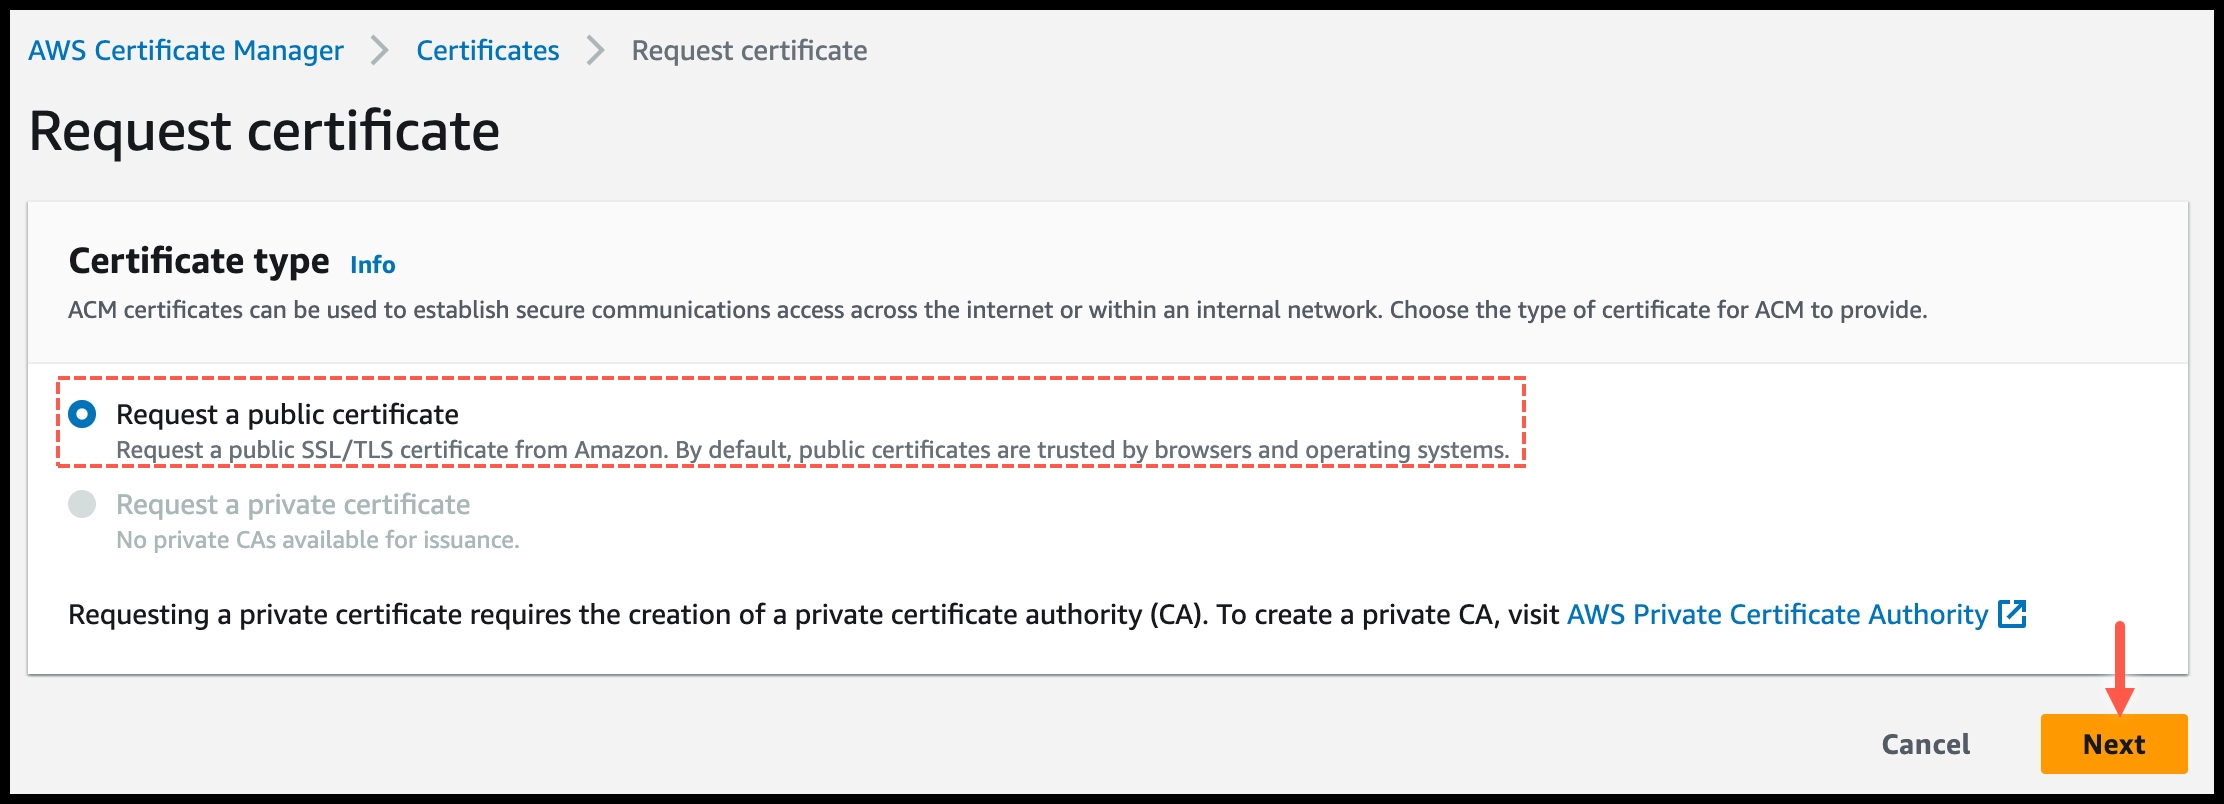 AWS Certificate Manager > Certificates > Request certificate
Request certificate
Certificate type Info
ACM certificates can be used to establish secure communications access across the internet or within an internal network. Choose the type of certificate for ACM to provide.
Request a public certificate
Request a public SSL/TLS certificate from Amazon. By default, public certificates are trusted by browsers and operating systems.
Request a private certificate
No private CAs available for issuance.
Requesting a private certificate requires the creation of a private certificate authority (CA). To create a private CA, visit AWS Private Certificate Authority
Cancel Next